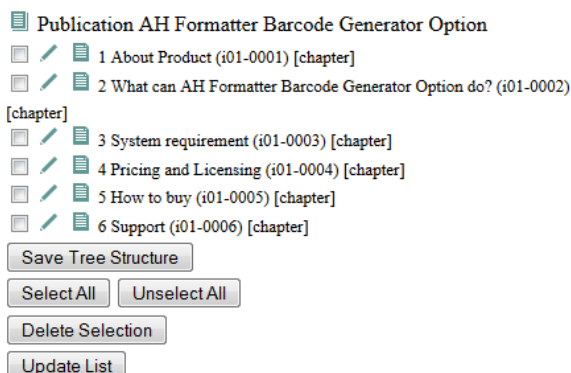 Publication AH Formatter Barcode Generator Option
1 About Product (i01-0001) [chapter]
2 What can AH Formatter Barcode Generator Option do? (i01-0002)
[chapter]
3 System requirement (i01-0003) [chapter]
4 Pricing and Licensing (i01-0004) [chapter]
5 How to buy (i01-0005) [chapter]
6 Support (i01-0006) [chapter]
Save Tree Structure
Select All Unselect All
Delete Selection
Update List